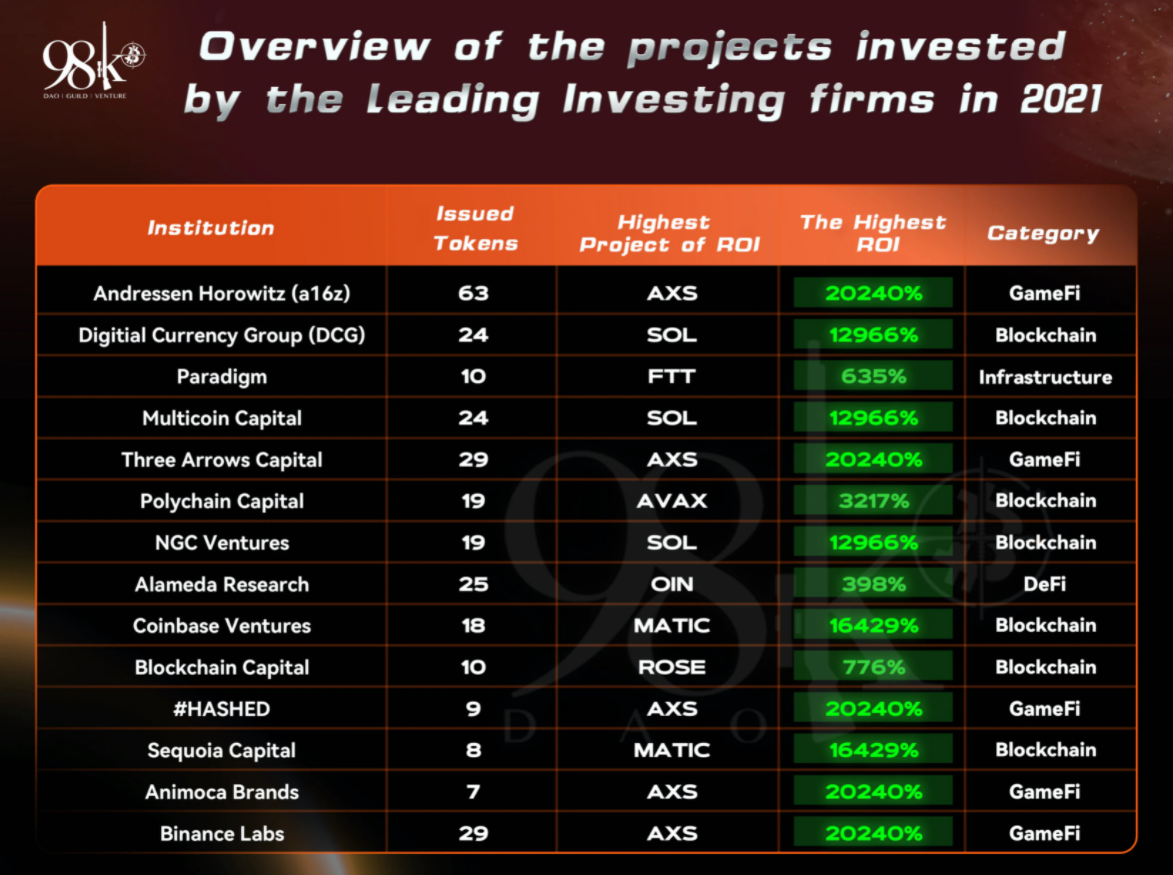 98k
DAO | GUILD | VENTURE
Overview of the projects invested
by the Leading Investing firms in 2021
Institution
Issued
Tokens
Highest
Project of ROI
The Highest
ROI
Category
Andressen Horowitz (a16z) 63 AXS 20240% GameFi
Digitial Currency Group (DCG) 24 SOL 12966% Blockchain
Paradigm 10 FTT 635% Infrastructure
Multicoin Capital 24 SOL 12966% Blockchain
Three Arrows Capital 29 AXS 20240% GameFi
Polychain Capital 19 AVAX 3217% Blockchain
NGC Ventures 19 SOL 12966% Blockchain
Alameda Research 25 OIN 398% DeFi
Coinbase Ventures 18 MATIC 16429% Blockchain
Blockchain Capital 10 ROSE 776% Blockchain
#HASHED 9 AXS 20240% GameFi
Sequoia Capital 8 MATIC 16429% Blockchain
Animoca Brands 7 AXS 20240% GameFi
Binance Labs 29 AXS 20240% GameFi
98k
DAO